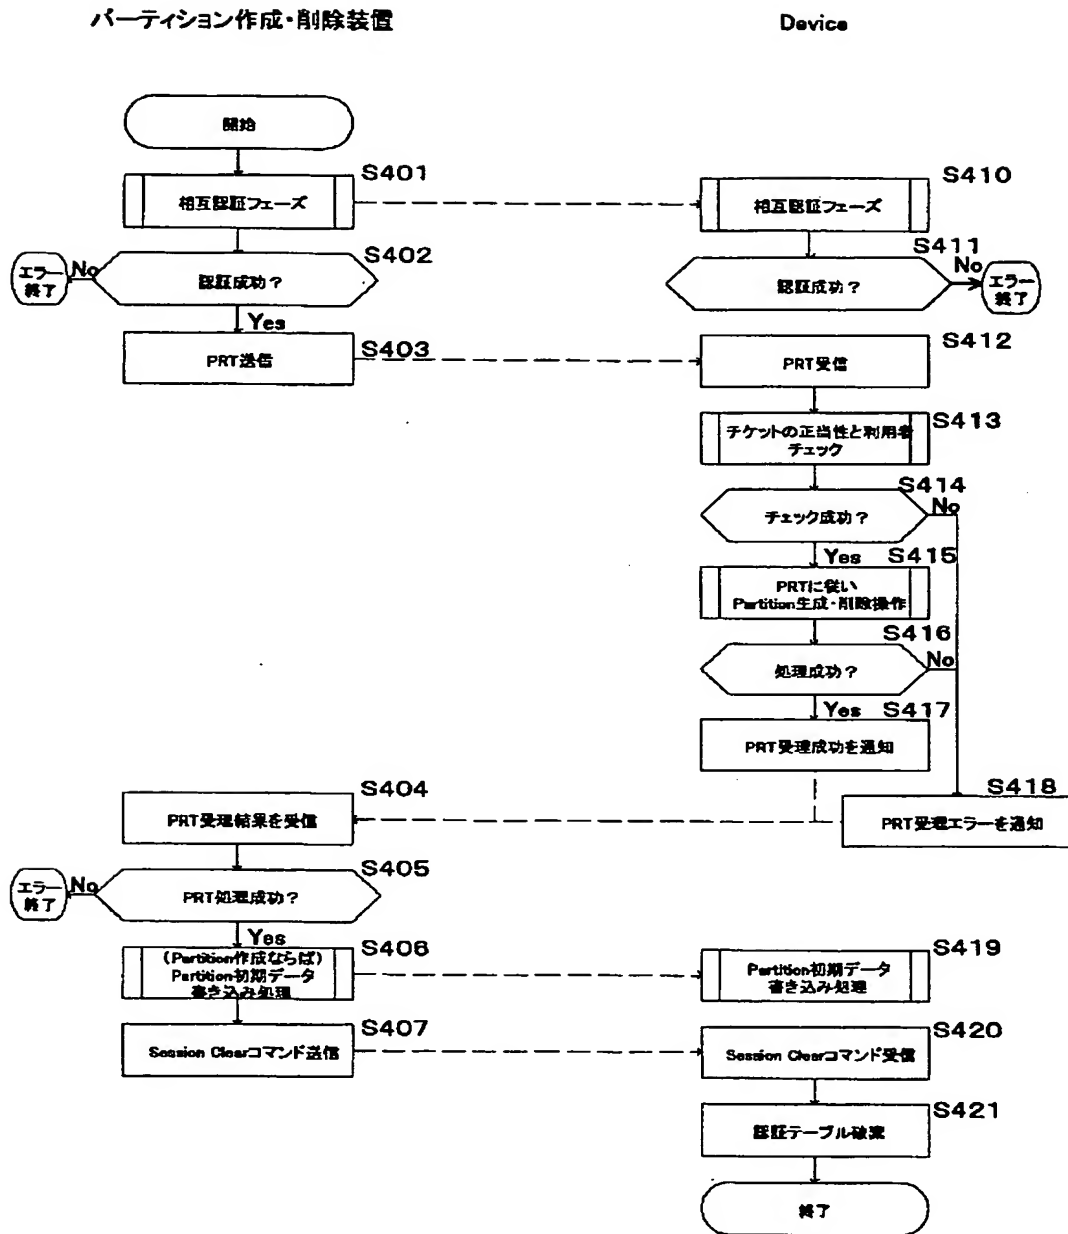 パーティション作成・削除装置
Device
開始
S401
相互認証フェーズ
S410
相互認証フェーズ
S402
認証成功？
No
エラー
終了
S411
認証成功？
No
エラー
終了
Yes
S403
PRT送信
S412
PRT受信
S413
チケットの正当性と利用者
チェック
S414
チェック成功？
No
Yes
S415
PRTに従い
Partition生成・削除操作
S416
処理成功？
No
Yes
S417
PRT受理成功を通知
S404
PRT受理結果を受信
S418
PRT受理エラーを通知
S405
PRT処理成功？
No
エラー
終了
Yes
S406
(Partition作成ならば)
Partition初期データ
書き込み処理
S419
Partition初期データ
書き込み処理
S407
Session Clearコマンド送信
S420
Session Clearコマンド受信
S421
認証テーブル破棄
終了